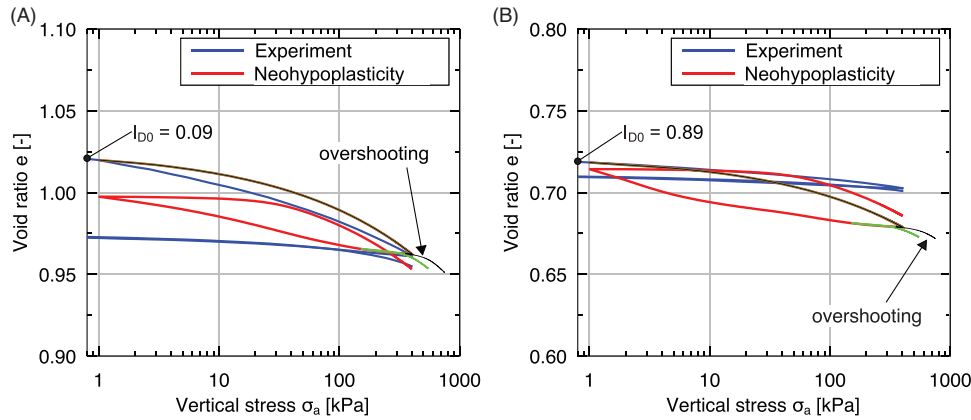 (A)
1.10
1.05
1.00
0.95
0.90
Void ratio e [-]
Experiment
Neohypoplasticity
I_D0 = 0.09
overshooting
1
10
100
1000
Vertical stress σ_a [kPa]
(B)
0.80
0.75
0.70
0.65
0.60
Void ratio e [-]
Experiment
Neohypoplasticity
I_D0 = 0.89
overshooting
1
10
100
1000
Vertical stress σ_a [kPa]